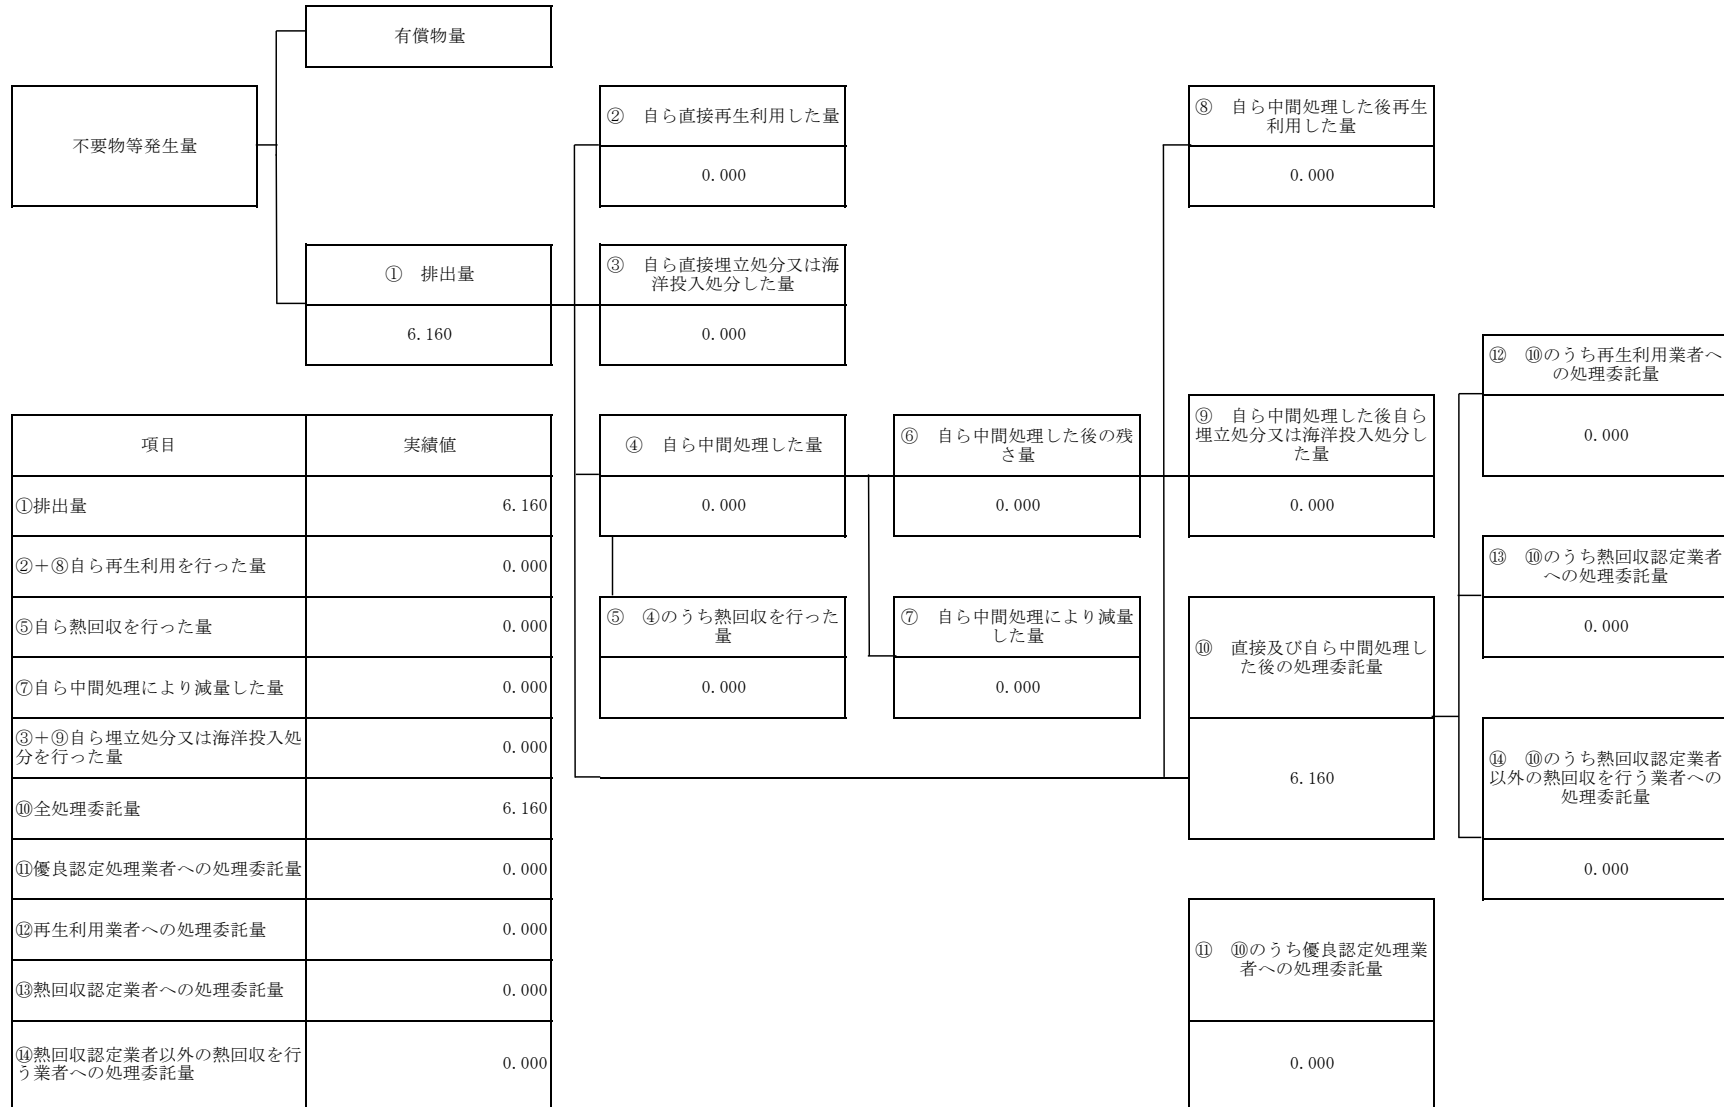 有償物量
不要物等発生量
② 自ら直接再生利用した量
0.000
⑧ 自ら中間処理した後再生
利用した量
0.000
① 排出量
6.160
③ 自ら直接埋立処分又は海
洋投入処分した量
0.000
④ 自ら中間処理した量
0.000
⑥ 自ら中間処理した後の残
さ量
0.000
⑨ 自ら中間処理した後自ら
埋立処分又は海洋投入処分し
た量
0.000
⑫ ⑩のうち再生利用業者へ
の処理委託量
0.000
⑤ ④のうち熱回収を行った
量
0.000
⑦ 自ら中間処理により減量
した量
0.000
⑩ 直接及び自ら中間処理し
た後の処理委託量
6.160
⑬ ⑩のうち熱回収認定業者
への処理委託量
0.000
⑭ ⑩のうち熱回収認定業者
以外の熱回収を行う業者への
処理委託量
0.000
⑪ ⑩のうち優良認定処理業
者への処理委託量
0.000
項目 実績値
①排出量 6.160
②+⑧自ら再生利用を行った量 0.000
⑤自ら熱回収を行った量 0.000
⑦自ら中間処理により減量した量 0.000
③+⑨自ら埋立処分又は海洋投入処
分を行った量 0.000
⑩全処理委託量 6.160
⑪優良認定処理業者への処理委託量 0.000
⑫再生利用業者への処理委託量 0.000
⑬熱回収認定業者への処理委託量 0.000
⑭熱回収認定業者以外の熱回収を行
う業者への処理委託量 0.000